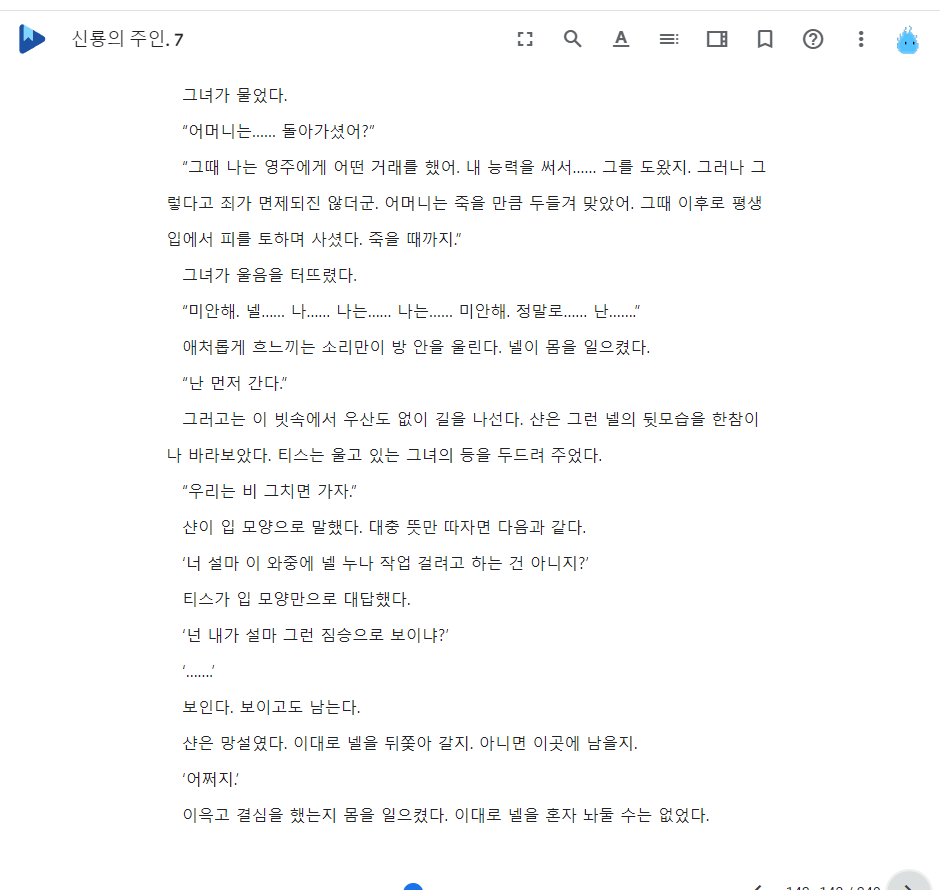 신룡의 주인. 7
그녀가 물었다.
“어머니는...... 돌아가셨어?”
“그때 나는 영주에게 어떤 거래를 했어. 내 능력을 써서...... 그를 도왔지. 그러나 그
렇다고 죄가 면제되진 않더군. 어머니는 죽을 만큼 두들겨 맞았어. 그때 이후로 평생
입에서 피를 토하며 사셨다. 죽을 때까지.”
그녀가 울음을 터뜨렸다.
“미안해. 넬...... 나...... 나는...... 나는...... 미안해. 정말로...... 난.......”
애처롭게 흐느끼는 소리만이 방 안을 울린다. 넬이 몸을 일으켰다.
“난 먼저 간다.”
그러고는 이 빗속에서 우산도 없이 길을 나선다. 샨은 그런 넬의 뒷모습을 한참이
나 바라보았다. 티스는 울고 있는 그녀의 등을 두드려 주었다.
“우리는 비 그치면 가자.”
샨이 입 모양으로 말했다. 대충 뜻만 따자면 다음과 같다.
‘너 설마 이 와중에 넬 누나 작업 걸려고 하는 건 아니지?’
티스가 입 모양만으로 대답했다.
‘넌 내가 설마 그런 짐승으로 보이냐?’
‘.......’
보인다. 보이고도 남는다.
샨은 망설였다. 이대로 넬을 뒤쫓아 갈지. 아니면 이곳에 남을지.
‘어쩌지.’
이윽고 결심을 했는지 몸을 일으켰다. 이대로 넬을 혼자 놔둘 수는 없었다.